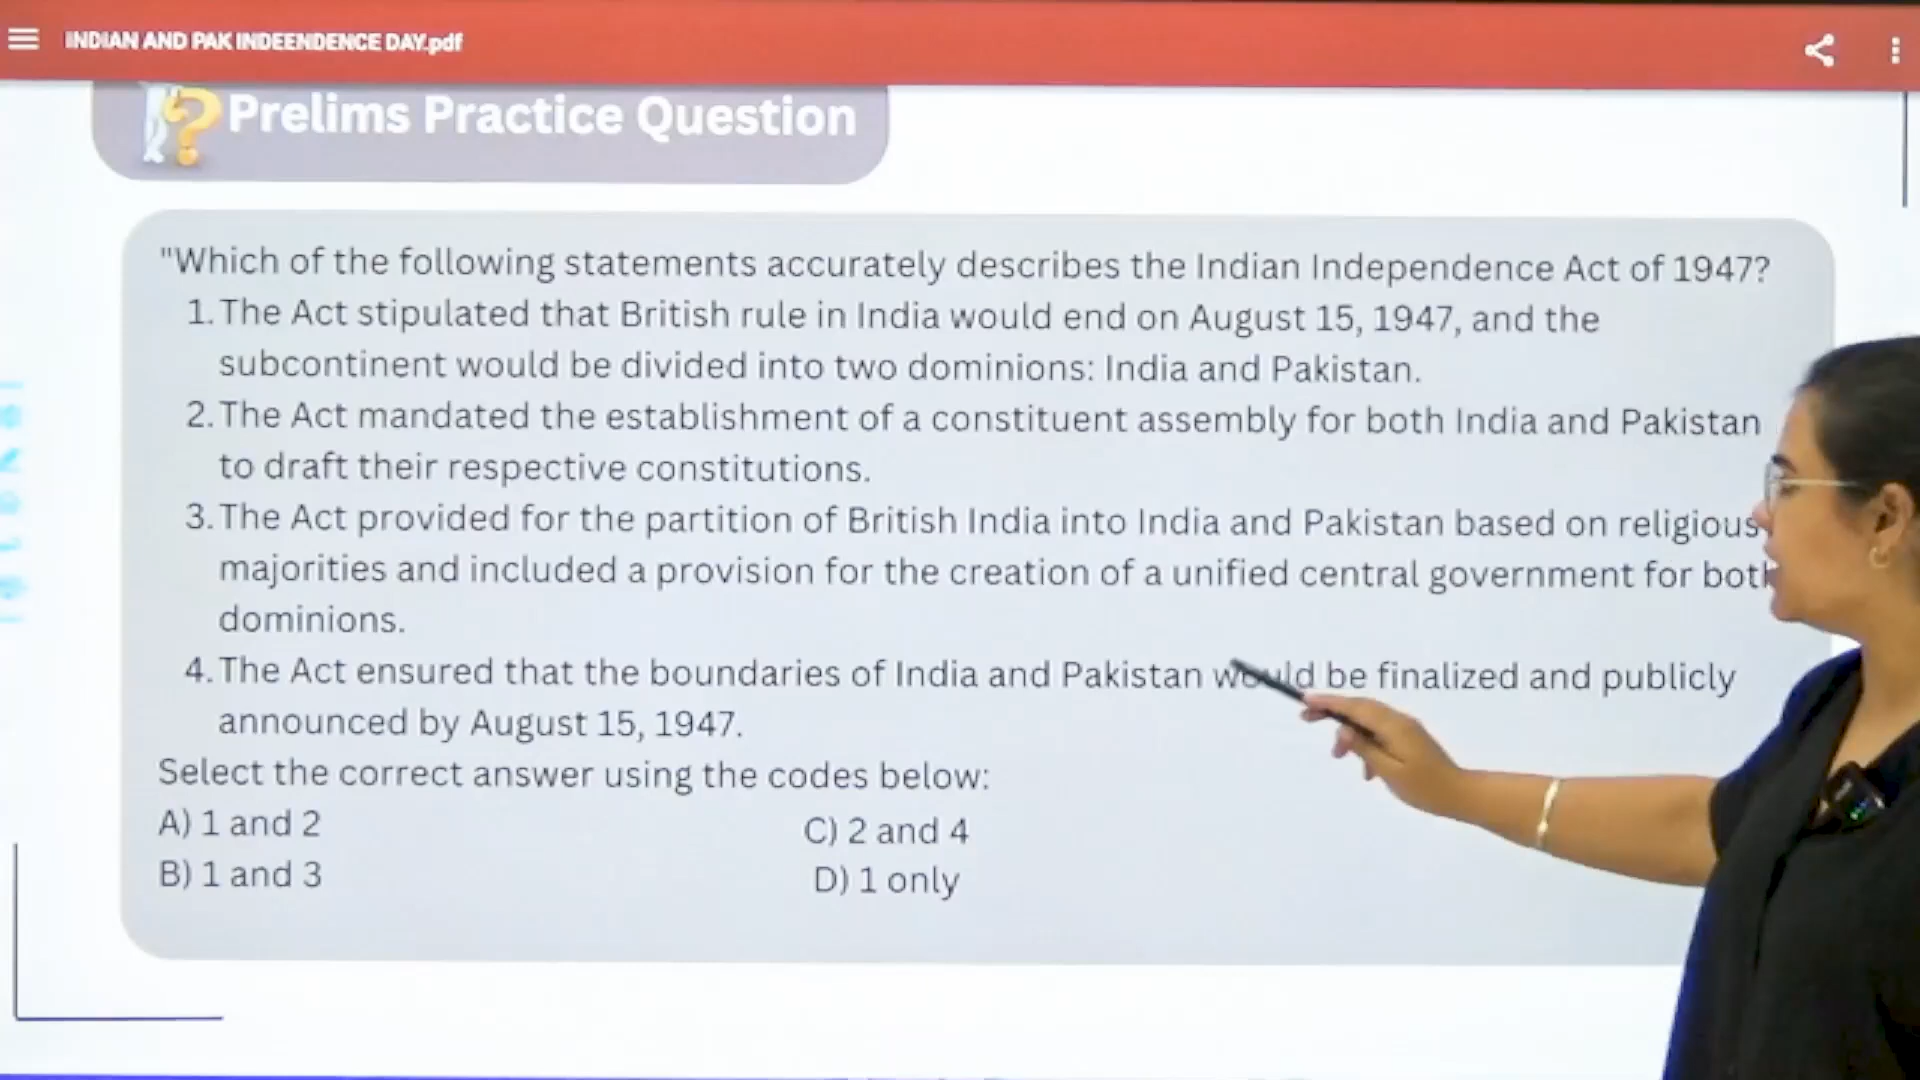 INDIAN AND PAK INDEENDENCE DAY.pdf
Prelims Practice Question
"Which of the following statements accurately describes the Indian Independence Act of 1947?
1. The Act stipulated that British rule in India would end on August 15, 1947, and the
subcontinent would be divided into two dominions: India and Pakistan.
2. The Act mandated the establishment of a constituent assembly for both India and Pakistan
to draft their respective constitutions.
3. The Act provided for the partition of British India into India and Pakistan based on religious
majorities and included a provision for the creation of a unified central government for both
dominions.
4. The Act ensured that the boundaries of India and Pakistan would be finalized and publicly
announced by August 15, 1947.
Select the correct answer using the codes below:
A) 1 and 2
C) 2 and 4
B) 1 and 3
D) 1 only